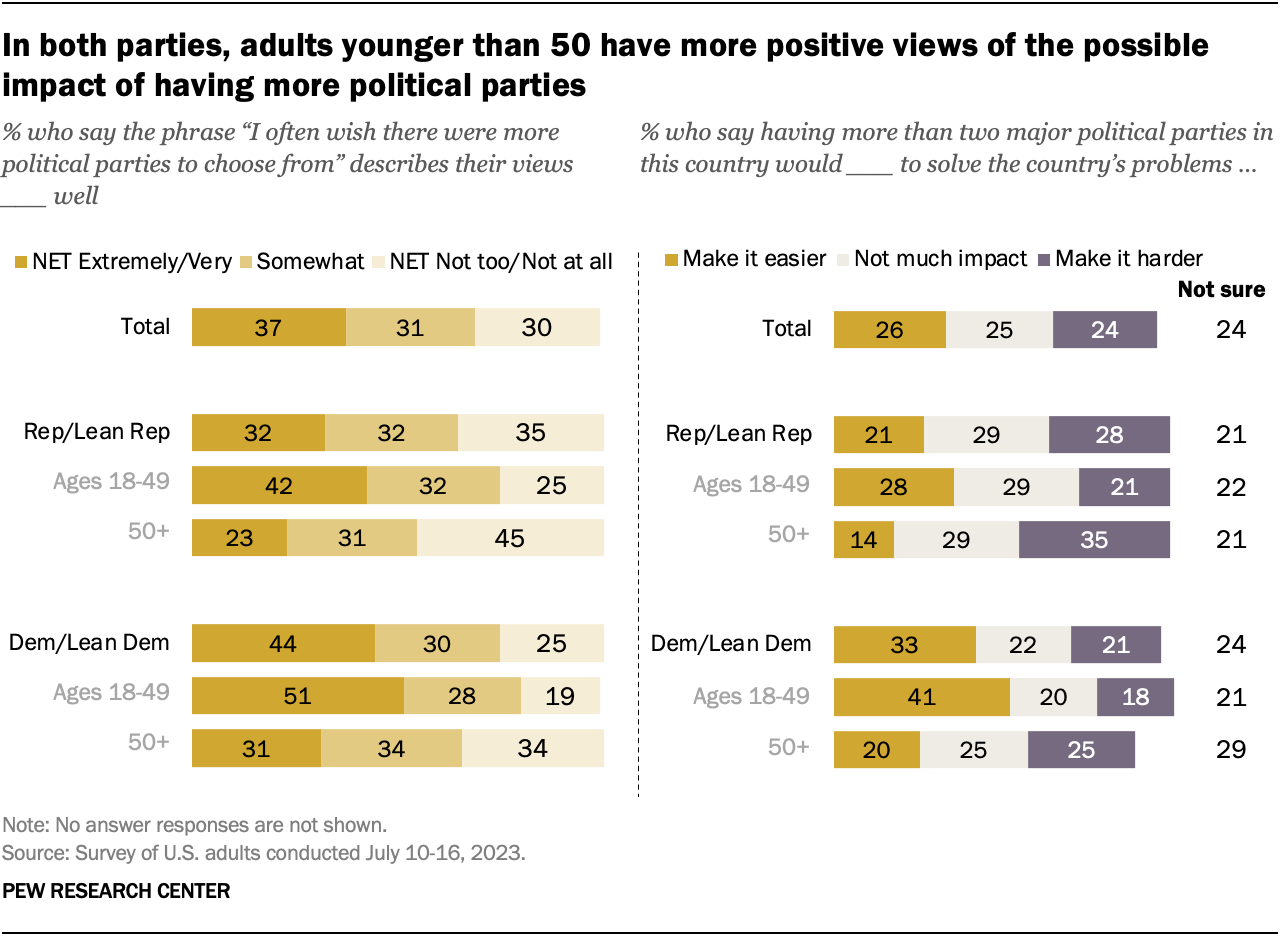 In both parties, adults younger than 50 have more positive views of the possible
impact of having more political parties
% who say the phrase “I often wish there were more
political parties to choose from” describes their views
___ well
NET Extremely/Very Somewhat NET Not too/Not at all
Total 37 31 30
Rep/Lean Rep 32 32 35
Ages 18-49 42 32 25
50+ 23 31 45
Dem/Lean Dem 44 30 25
Ages 18-49 51 28 19
50+ 31 34 34
% who say having more than two major political parties in
this country would ___ to solve the country’s problems ...
Make it easier Not much impact Make it harder
Not sure
Total 26 25 24 24
Rep/Lean Rep 21 29 28 21
Ages 18-49 28 29 21 22
50+ 14 29 35 21
Dem/Lean Dem 33 22 21 24
Ages 18-49 41 20 18 21
50+ 20 25 25 29
Note: No answer responses are not shown.
Source: Survey of U.S. adults conducted July 10-16, 2023.
PEW RESEARCH CENTER